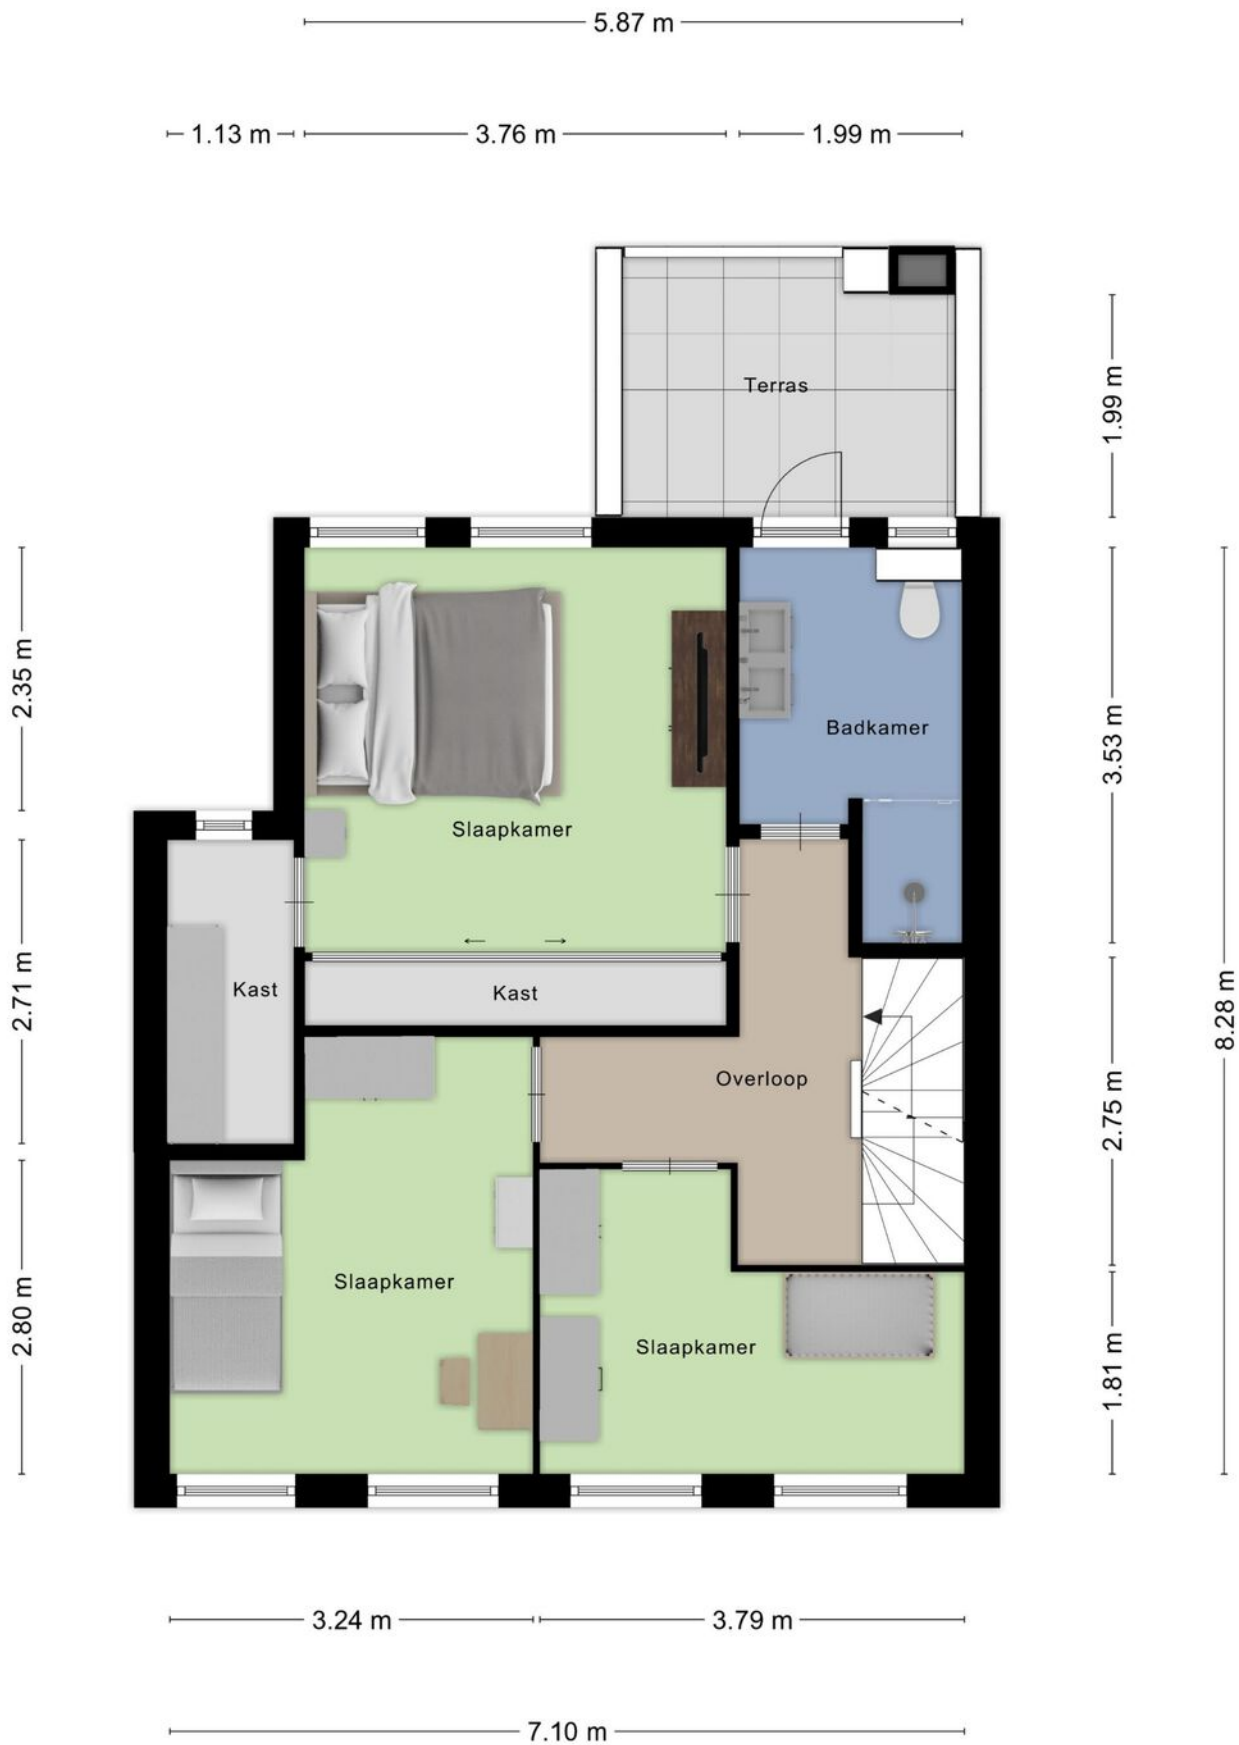 5.87 m
1.13 m
3.76 m
1.99 m
Terras
1.99 m
2.35 m
Badkamer
3.53 m
Slaapkamer
Kast
Kast
2.71 m
8.28 m
Overloop
2.75 m
Slaapkamer
2.80 m
Slaapkamer
1.81 m
3.24 m
3.79 m
7.10 m